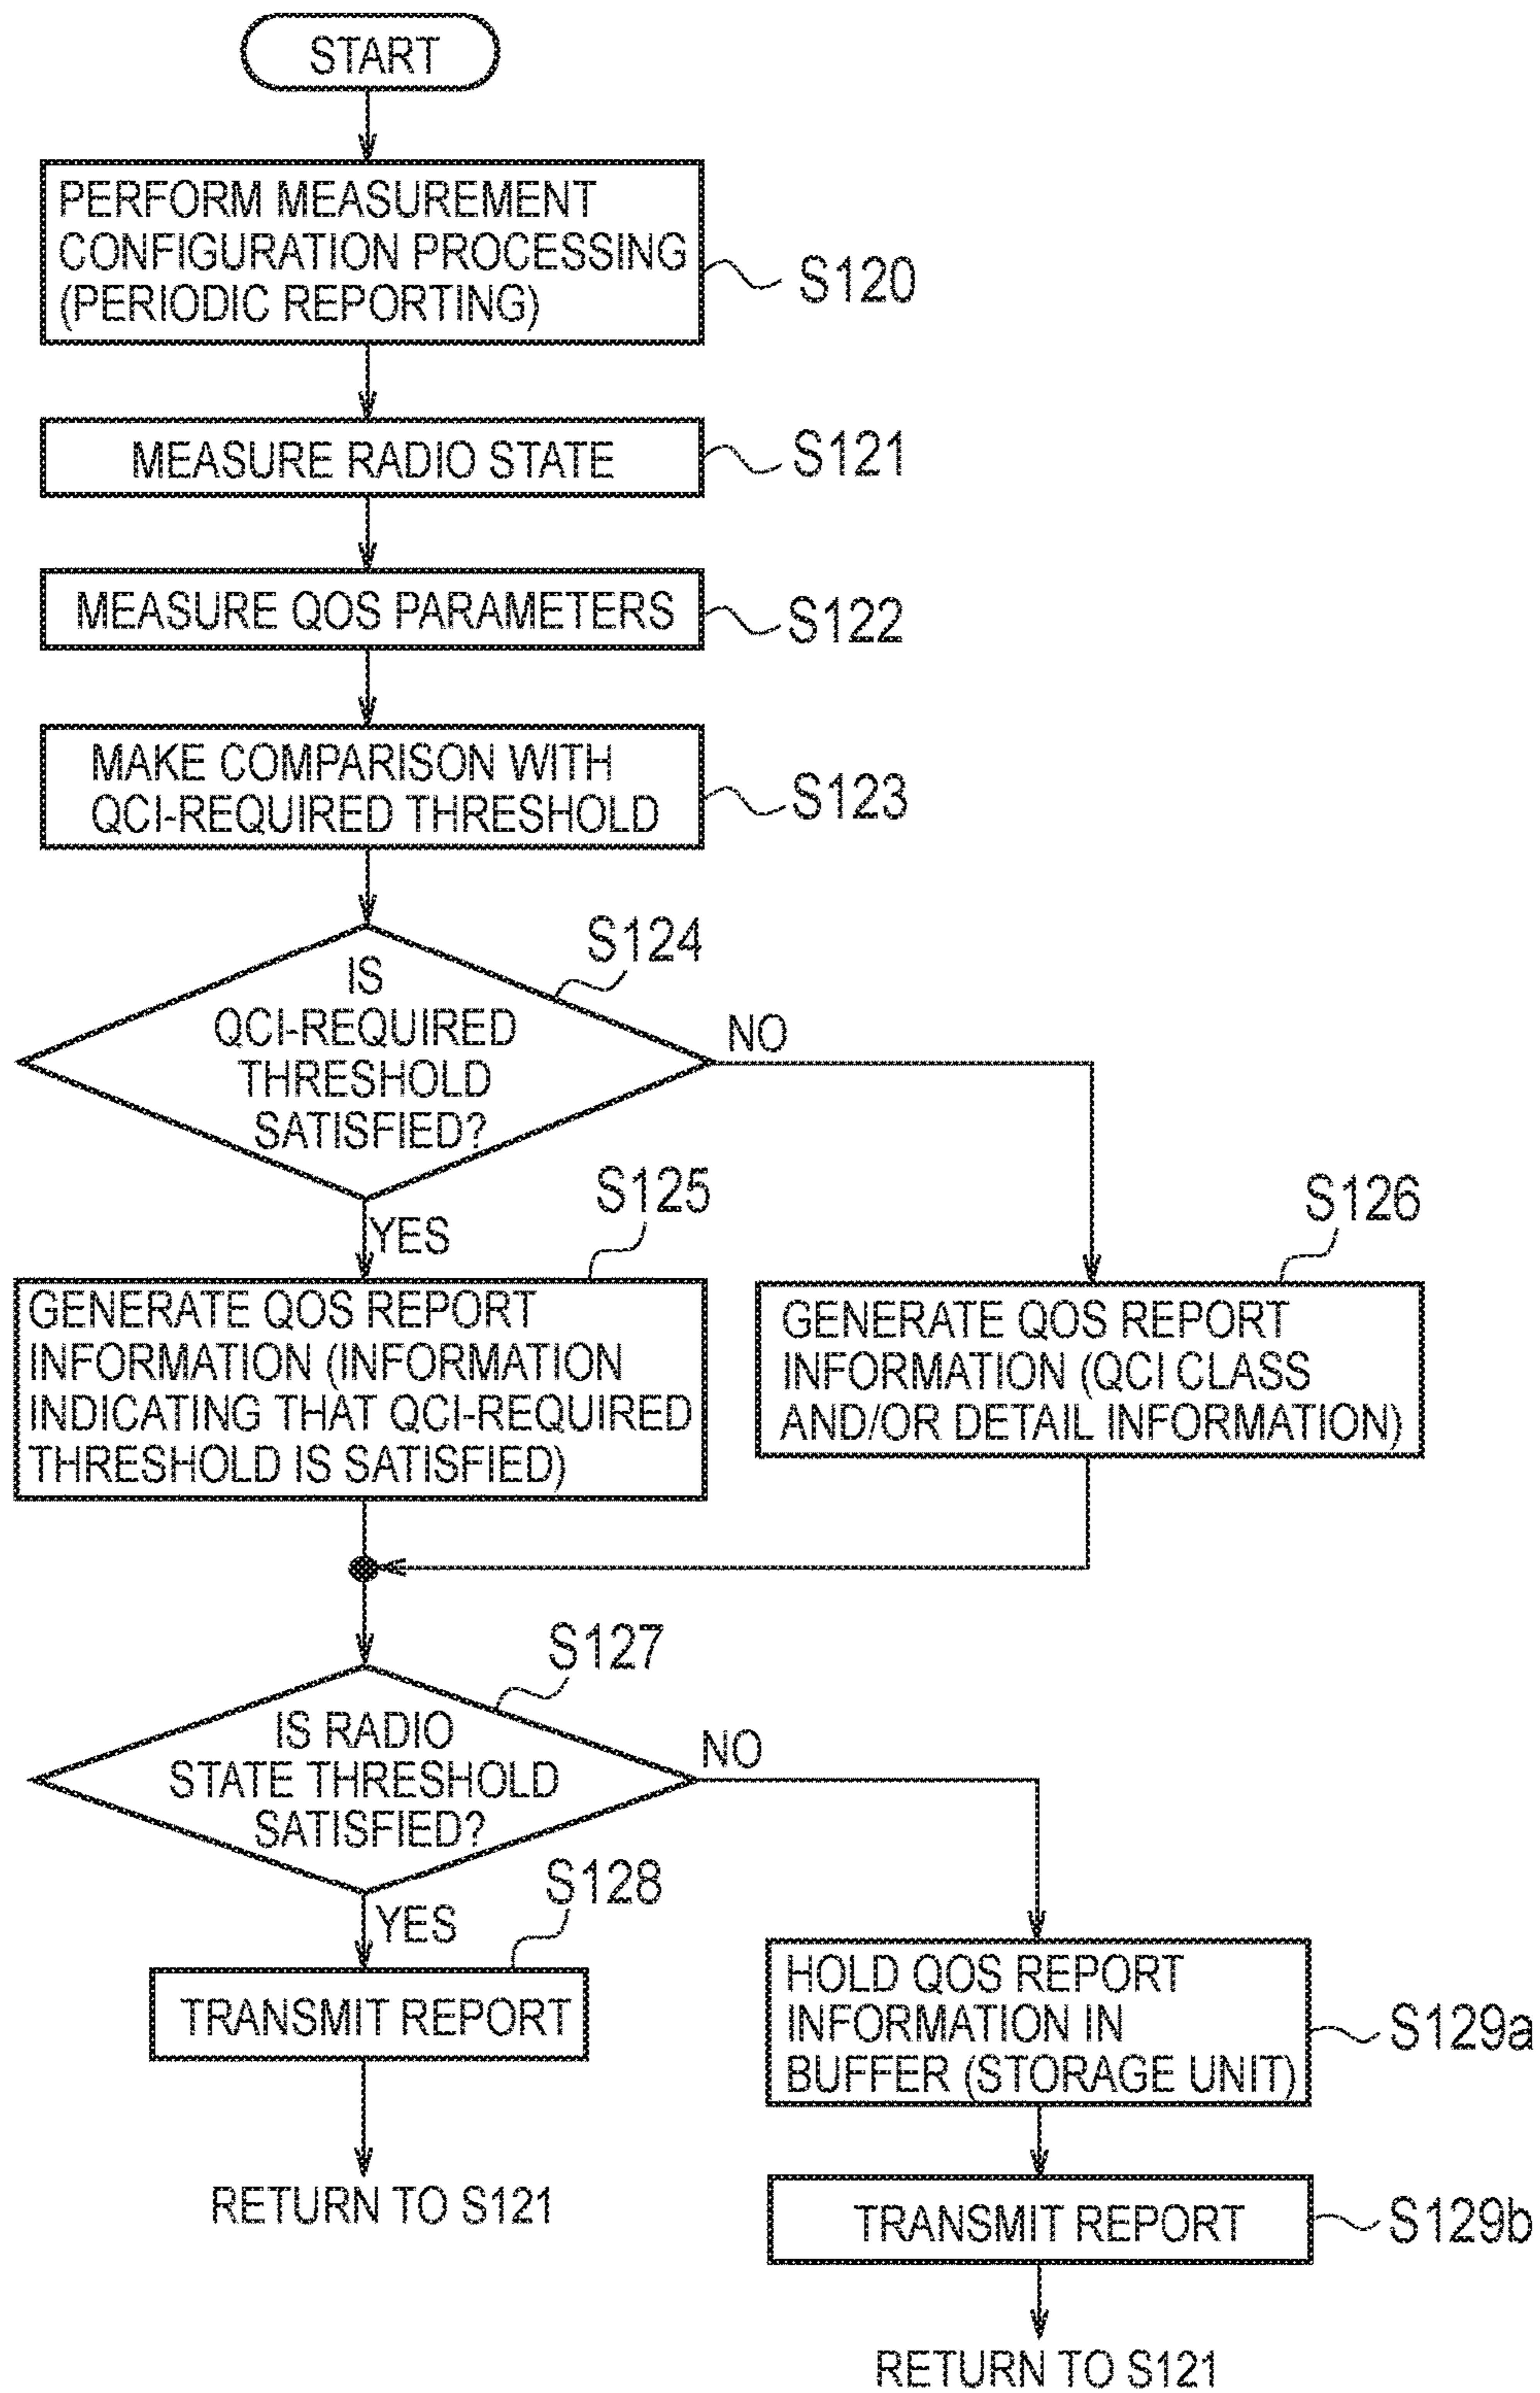 START
PERFORM MEASUREMENT
CONFIGURATION PROCESSING
(PERIODIC REPORTING)
S120
MEASURE RADIO STATE
S121
MEASURE QOS PARAMETERS
S122
MAKE COMPARISON WITH
QCI-REQUIRED THRESHOLD
S123
S124
IS
QCI-REQUIRED
THRESHOLD
SATISFIED?
NO
YES
S125
GENERATE QOS REPORT
INFORMATION (INFORMATION
INDICATING THAT QCI-REQUIRED
THRESHOLD IS SATISFIED)
S126
GENERATE QOS REPORT
INFORMATION (QCI CLASS
AND/OR DETAIL INFORMATION)
S127
IS RADIO
STATE THRESHOLD
SATISFIED?
NO
YES
S128
TRANSMIT REPORT
RETURN TO S121
HOLD QOS REPORT
INFORMATION IN
BUFFER (STORAGE UNIT)
S129a
TRANSMIT REPORT
S129b
RETURN TO S121